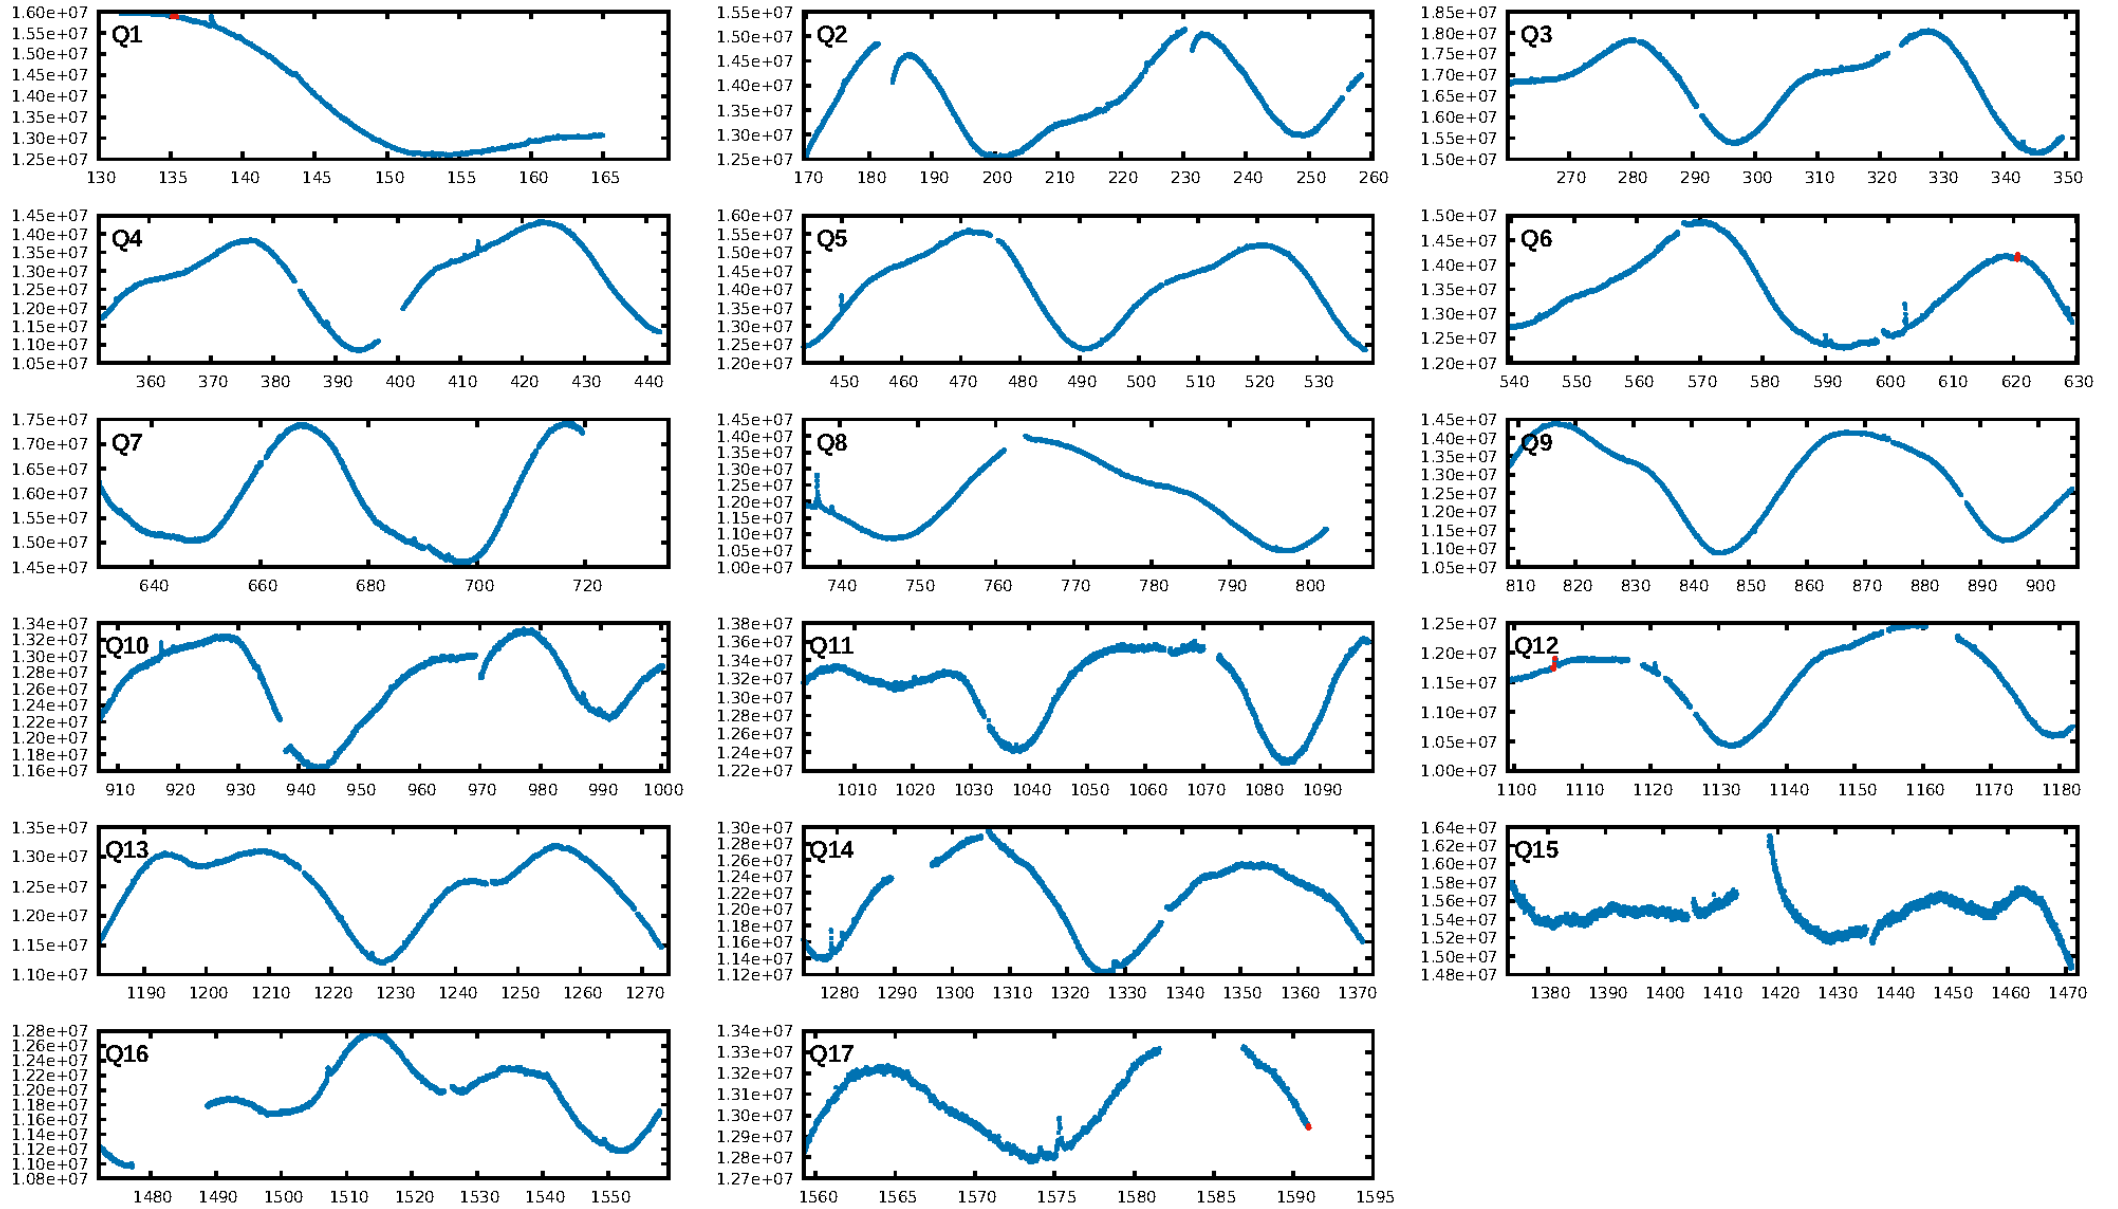 1.60e+07
1.55e+07
1.50e+07
1.45e+07
1.40e+07
1.35e+07
1.30e+07
1.25e+07
Q1
130 135 140 145 150 155 160 165
1.55e+07
1.50e+07
1.45e+07
1.40e+07
1.35e+07
1.30e+07
1.25e+07
Q2
170 180 190 200 210 220 230 240 250 260
1.85e+07
1.80e+07
1.75e+07
1.70e+07
1.65e+07
1.60e+07
1.55e+07
1.50e+07
Q3
270 280 290 300 310 320 330 340 350
1.45e+07
1.40e+07
1.35e+07
1.30e+07
1.25e+07
1.20e+07
1.15e+07
1.10e+07
1.05e+07
Q4
360 370 380 390 400 410 420 430 440
1.60e+07
1.55e+07
1.50e+07
1.45e+07
1.40e+07
1.35e+07
1.30e+07
1.25e+07
1.20e+07
Q5
450 460 470 480 490 500 510 520 530
1.50e+07
1.45e+07
1.40e+07
1.35e+07
1.30e+07
1.25e+07
1.20e+07
Q6
540 550 560 570 580 590 600 610 620 630
1.75e+07
1.70e+07
1.65e+07
1.60e+07
1.55e+07
1.50e+07
1.45e+07
Q7
640 660 680 700 720
1.45e+07
1.40e+07
1.35e+07
1.30e+07
1.25e+07
1.20e+07
1.15e+07
1.10e+07
1.05e+07
1.00e+07
Q8
740 750 760 770 780 790 800
1.45e+07
1.40e+07
1.35e+07
1.30e+07
1.25e+07
1.20e+07
1.15e+07
1.10e+07
1.05e+07
Q9
810 820 830 840 850 860 870 880 890 900
1.34e+07
1.32e+07
1.30e+07
1.28e+07
1.26e+07
1.24e+07
1.22e+07
1.20e+07
1.18e+07
1.16e+07
Q10
910 920 930 940 950 960 970 980 990 1000
1.38e+07
1.36e+07
1.34e+07
1.32e+07
1.30e+07
1.28e+07
1.26e+07
1.24e+07
1.22e+07
Q11
1010 1020 1030 1040 1050 1060 1070 1080 1090
1.25e+07
1.20e+07
1.15e+07
1.10e+07
1.05e+07
1.00e+07
Q12
1100 1110 1120 1130 1140 1150 1160 1170 1180
1.35e+07
1.30e+07
1.25e+07
1.20e+07
1.15e+07
1.10e+07
Q13
1190 1200 1210 1220 1230 1240 1250 1260 1270
1.30e+07
1.28e+07
1.26e+07
1.24e+07
1.22e+07
1.20e+07
1.18e+07
1.16e+07
1.14e+07
1.12e+07
Q14
1280 1290 1300 1310 1320 1330 1340 1350 1360 1370
1.64e+07
1.62e+07
1.60e+07
1.58e+07
1.56e+07
1.54e+07
1.52e+07
1.50e+07
1.48e+07
Q15
1380 1390 1400 1410 1420 1430 1440 1450 1460 1470
1.28e+07
1.26e+07
1.24e+07
1.22e+07
1.20e+07
1.18e+07
1.16e+07
1.14e+07
1.12e+07
1.10e+07
1.08e+07
Q16
1480 1490 1500 1510 1520 1530 1540 1550
1.34e+07
1.33e+07
1.32e+07
1.31e+07
1.30e+07
1.29e+07
1.28e+07
1.27e+07
Q17
1560 1565 1570 1575 1580 1585 1590 1595